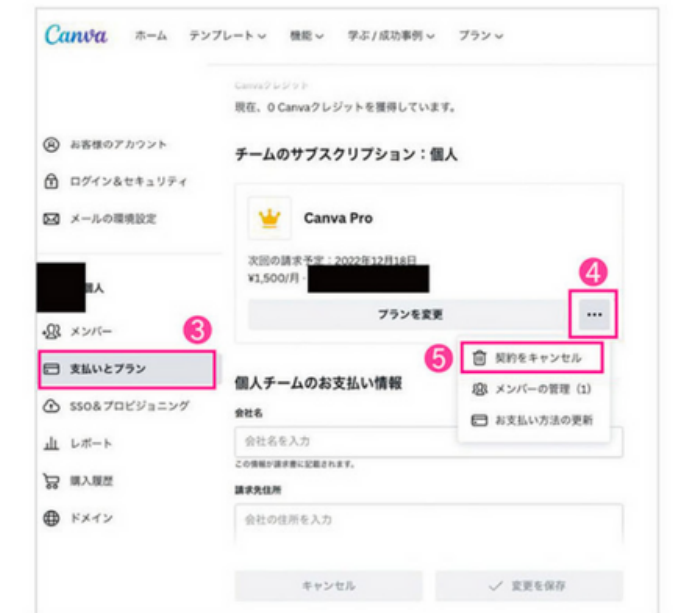 Canva ホーム テンプレート 機能 学ぶ/成功事例 プラン
Canvaクレジット
現在、0 Canvaクレジットを獲得しています。
お客様のアカウント
チームのサブスクリプション：個人
ログイン&セキュリティ
メールの環境設定
Canva Pro
次回の請求予定：2022年12月18日
¥1,500/月 -
4
個人
プランを変更
...
メンバー
3
5
契約をキャンセル
支払いとプラン
個人チームのお支払い情報
メンバーの管理（1）
SSO&プロビジョニング
会社名
お支払い方法の更新
レポート
会社名を入力
この情報が請求書に記載されます。
購入履歴
請求先住所
ドメイン
会社の住所を入力
キャンセル
変更を保存